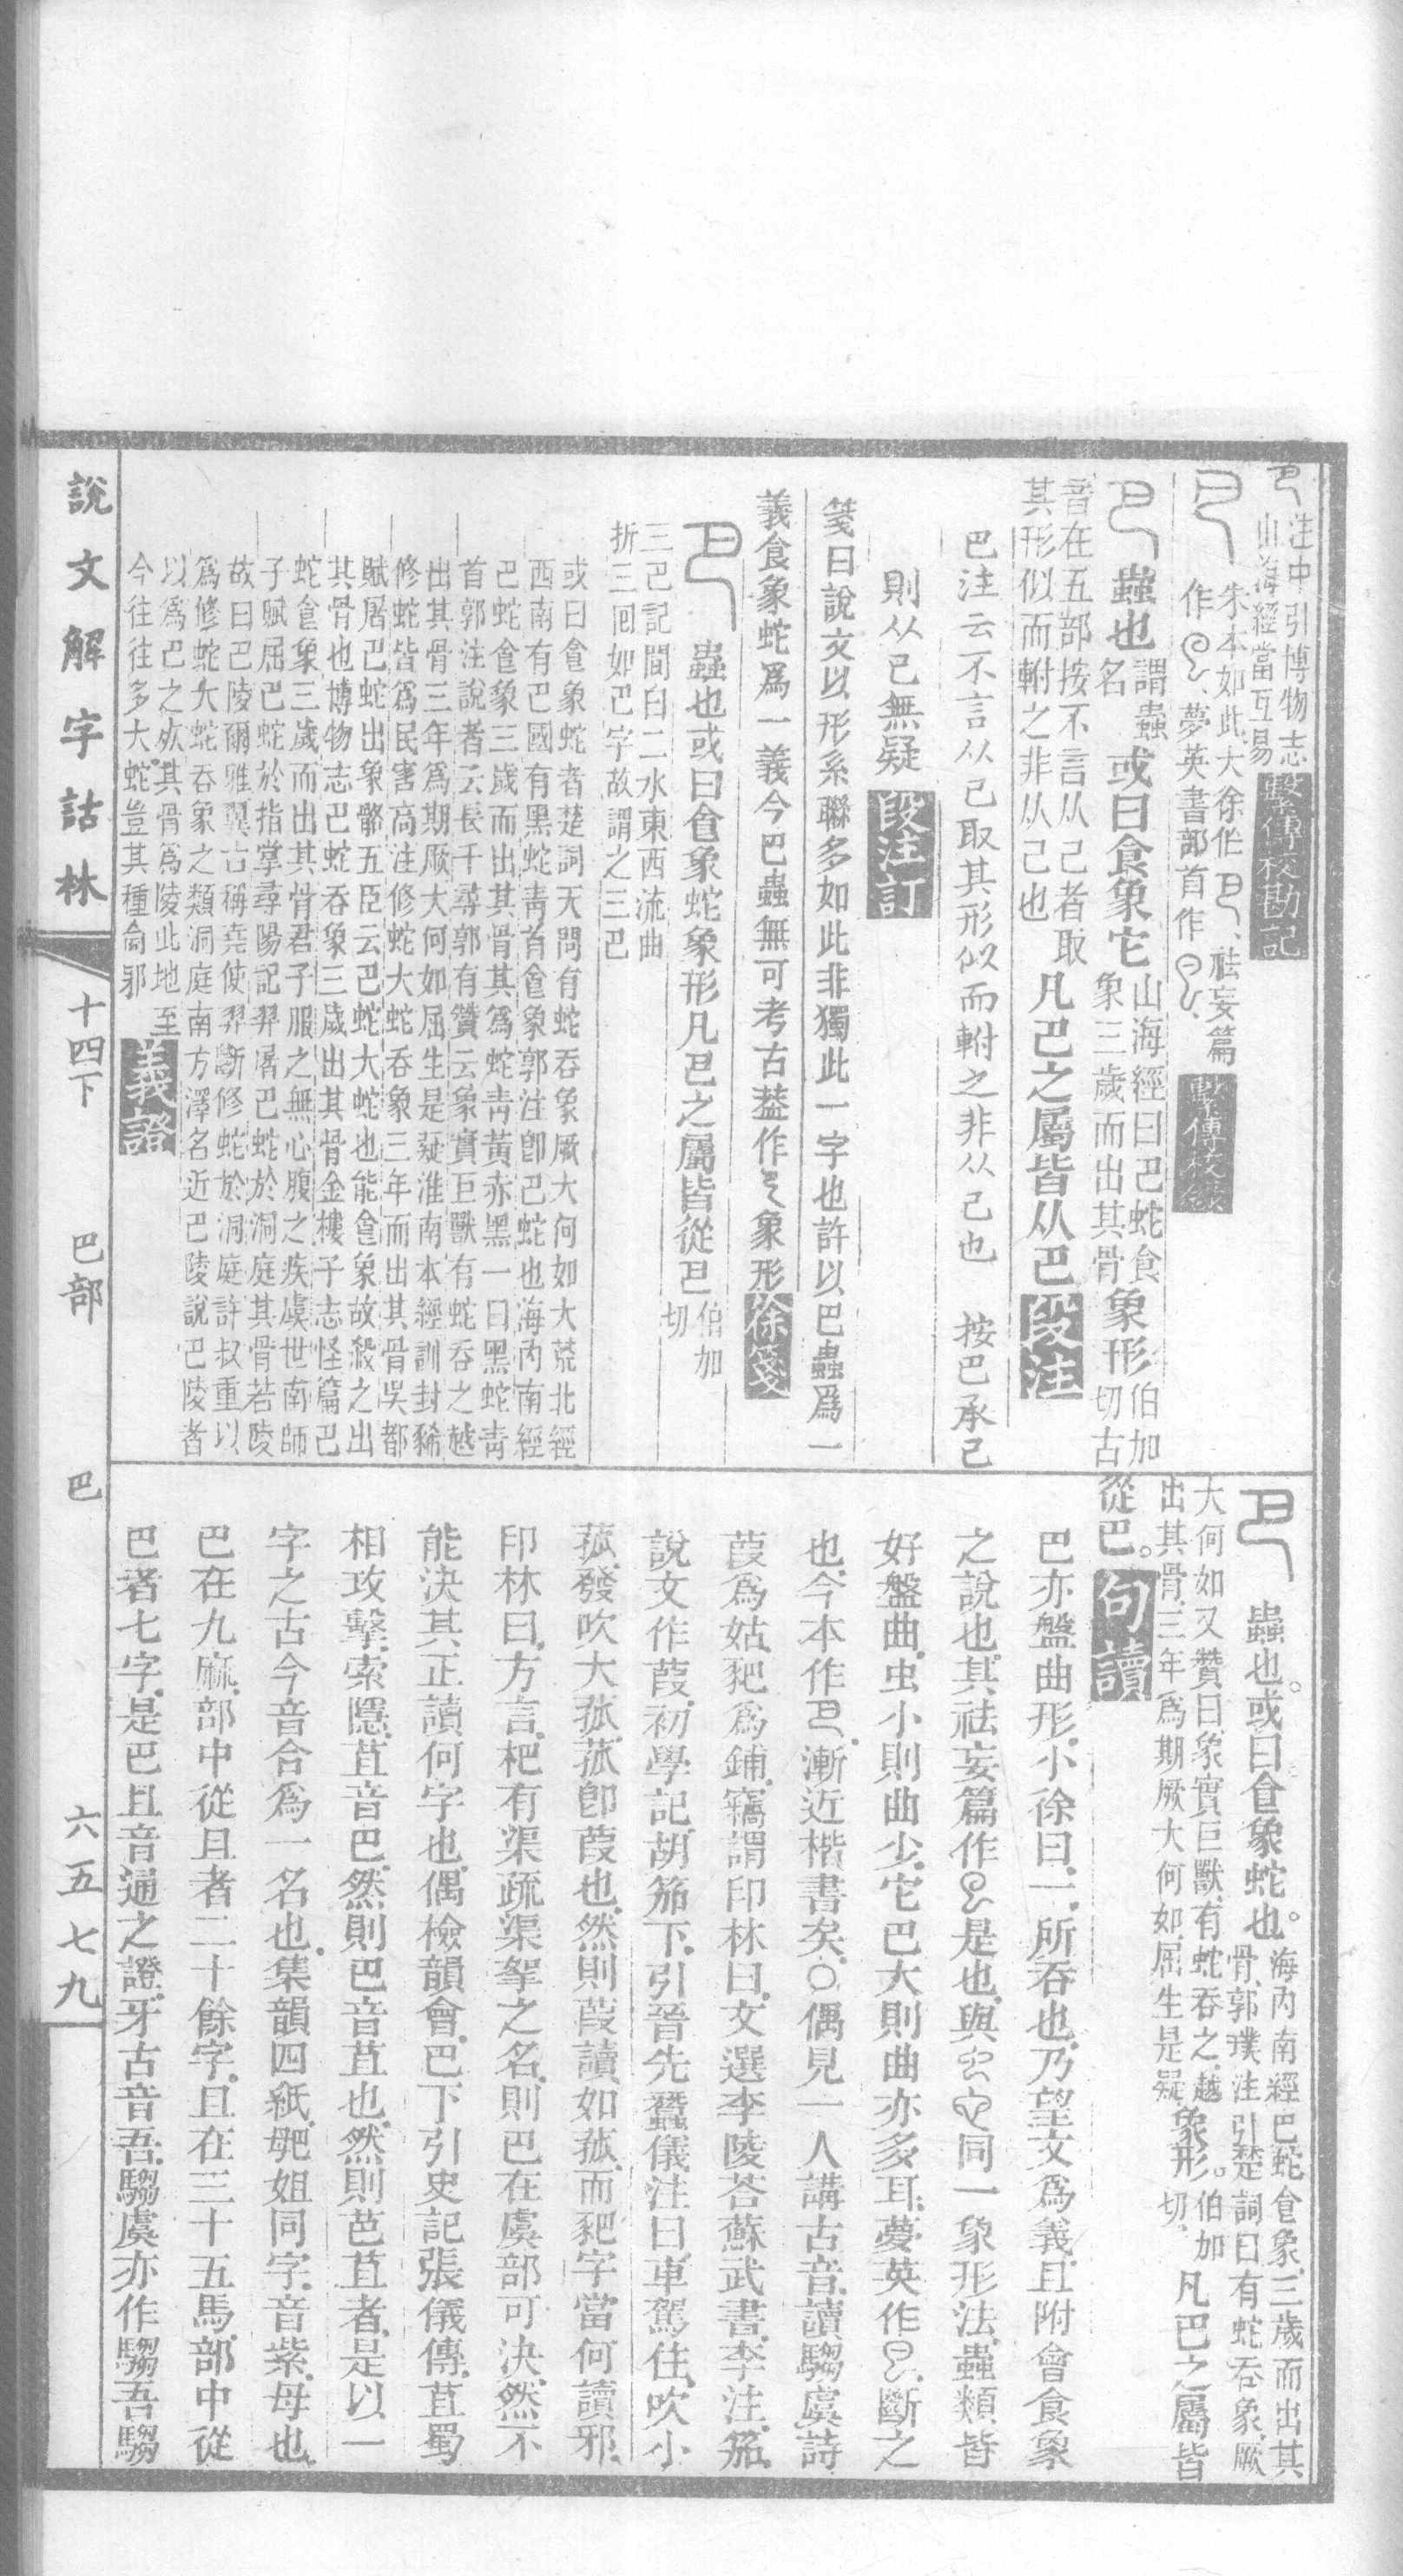 巴 注中引博物志
山海經當互易 繫傳校勘記
巴 朱本如此大徐作巴、祛妄篇
作、夢英書部首作、 繫傳校錄
巴 蟲也 謂蟲
名 或曰食象它 山海經曰巴蛇食
象三歲而出其骨 象形 伯加
切古
音在五部按不言从己者取
其形似而軵之非从己也 凡巴之屬皆从巴 段注
巴注云不言从己取其形似而軵之非从己也 按巴承己
則从己無疑 段注訂
箋曰說文以形系聯多如此非獨此一字也許以巴蟲爲一
義食象蛇爲一義今巴蟲無可考古葢作象形 徐箋
巴 蟲也或曰食象蛇象形凡巴之屬皆從巴 伯加
切
三巴記閬白二水東西流曲
折三囘如巴字故謂之三巴
或曰食象蛇者楚詞天問有蛇吞象厥大何如大荒北經
西南有巴國有黑蛇靑首食象郭注卽巴蛇也海內南經
巴蛇食象三歲而出其骨其爲蛇靑黃赤黑一曰黑蛇靑
首郭注說者云長千尋郭有贊云象實巨獸有蛇吞之越
出其骨三年爲期厥大何如屈生是疑淮南本經訓封豨
修蛇皆爲民害高注修蛇大蛇吞象三年而出其骨吳都
賦屠巴蛇出象骼五臣云巴蛇大蛇也能食象故殺之出
其骨也博物志巴蛇吞象三歲出其骨金樓子志怪篇巴
蛇食象三歲而出其骨君子服之無心腹之疾虞世南師
子賦屈巴蛇於指掌尋陽記羿屠巴蛇於洞庭其骨若陵
故曰巴陵爾雅翼古稱堯使羿斷修蛇於洞庭許叔重以
爲修蛇大蛇吞象之類洞庭南方澤名近巴陵說巴陵者
以爲巴之其骨爲陵此地至
今往往多大蛇豈其種侖邪 義證
巴 蟲也。或曰食象蛇也。 海內南經巴蛇食象、三歲而出其
骨、郭璞注引楚詞曰有蛇吞象、厥
大何如又贊曰、象實巨獸、有蛇吞之、越
出其骨、三年爲期厥大何如、屈生是疑 象形。 伯加
切、 凡巴之屬皆
從巴。 句讀
巴亦盤曲形、小徐曰、一、所吞也、乃望文爲義、且附會食象
之說也、其祛妄篇作是也、與同一象形法、蟲類皆
好盤曲、虫小則曲少、它巴大則曲亦多耳、夢英作、斷之
也、今本作巴、漸近楷書矣、〇偶見一人講古音、讀騶虞詩
葭爲姑、豝爲鋪、竊謂印林曰、文選李陵荅蘇武書、李注、笳、
說文作葭、初學記、胡笳下、引晉先蠶儀注曰、車駕住、吹小
菰、發吹大菰、菰卽葭也、然則葭讀如菰、而豝字當何讀邪、
印林曰、方言、杷有渠疏渠挐之名、則巴在虞部可決、然不
能決其正讀何字也、偶檢韻會、巴下引史記張儀傳、苴蜀
相攻擊、索隱、苴音巴、然則巴音苴也、然則芭苴者、是以一
字之古今音合爲一名也、集韻四紙、毑姐同字、音紫、母也、
巴在九麻、部中從且者二十餘字、且在三十五馬、部中從
巴者七字、是巴且音通之證、牙古音吾、騶虞亦作騶吾騶
說文解字詁林 十四下 巴部 巴 六五七九